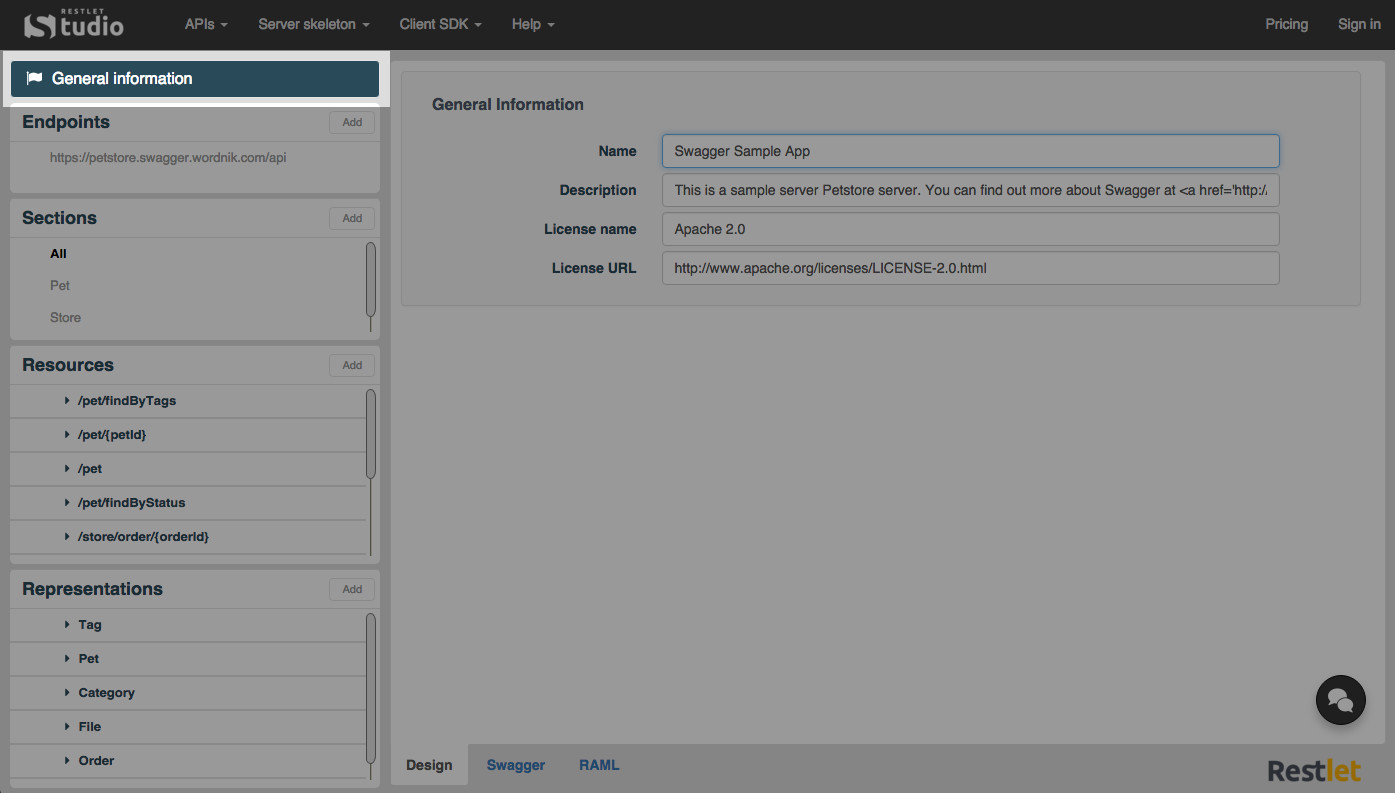 RESTLET
Studio
APIs
Server skeleton
Client SDK
Help
Pricing
Sign in
General information
Endpoints
Add
https://petstore.swagger.wordnik.com/api
Sections
Add
All
Pet
Store
Resources
Add
/pet/findByTags
/pet/{petId}
/pet
/pet/findByStatus
/store/order/{orderId}
Representations
Add
Tag
Pet
Category
File
Order
General Information
Name
Swagger Sample App
Description
This is a sample server Petstore server. You can find out more about Swagger at <a href='http:/
License name
Apache 2.0
License URL
http://www.apache.org/licenses/LICENSE-2.0.html
Design
Swagger
RAML
Restlet